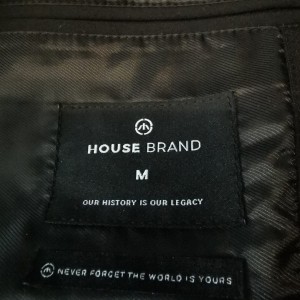 HOUSE BRAND
M
OUR HISTORY IS OUR LEGACY
NEVER FORGET THE WORLD IS YOURS